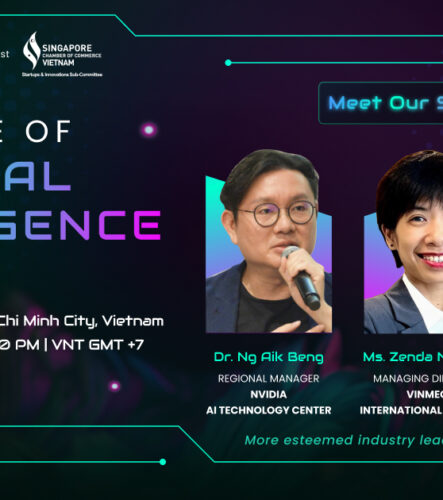 st
SINGAPORE
CHAMBER OF COMMERCE
VIETNAM
Startups & Innovations Sub-Committee
Meet Our S
E OF
AL
GENCE
Chi Minh City, Vietnam
0 PM | VNT GMT +7
Dr. Ng Aik Beng
REGIONAL MANAGER
NVIDIA
AI TECHNOLOGY CENTER
Ms. Zenda N
MANAGING DI
VINMEC
INTERNATIONAL
More esteemed industry lea